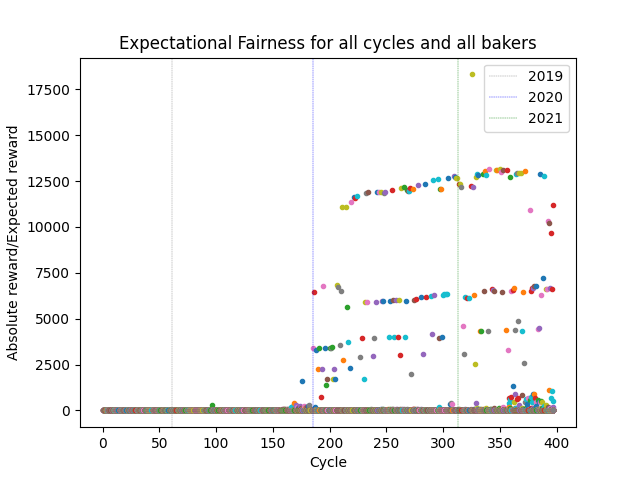 Expectational Fairness for all cycles and all bakers
Absolute reward/Expected reward
17500
15000
12500
10000
7500
5000
2500
0
2019
2020
2021
0 50 100 150 200 250 300 350 400
Cycle